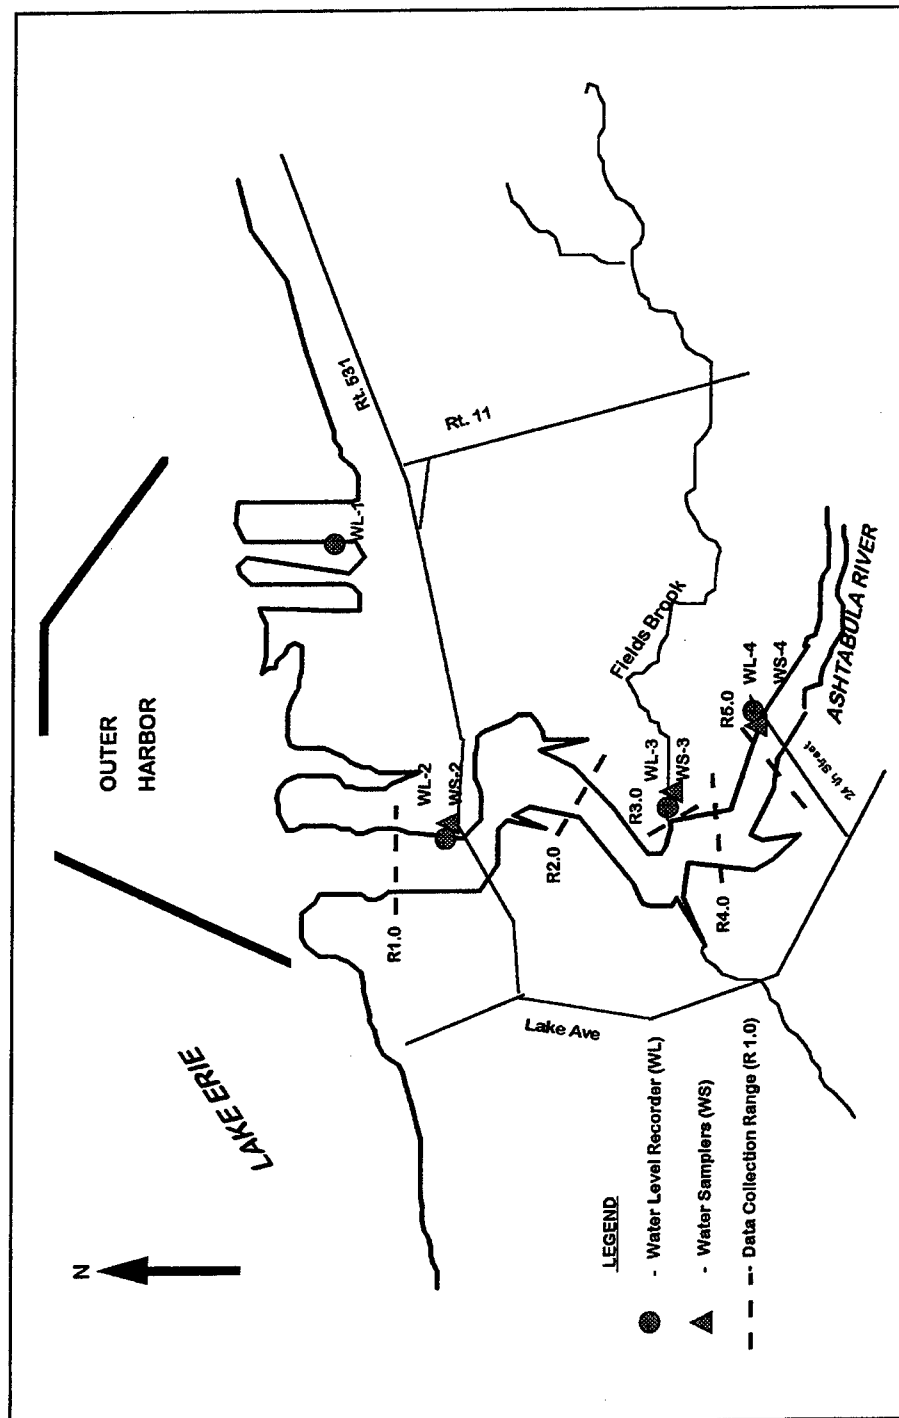 N
LAKE ERIE
OUTER
HARBOR
WL-1
Rt. 531
Rt. 11
WL-2
WS-2
R1.0
R2.0
Fields Brook
R3.0
WL-3
WS-3
R4.0
R5.0
WL-4
WS-4
24 th Street
ASHTABULA RIVER
Lake Ave
LEGEND
- Water Level Recorder (WL)
- Water Samplers (WS)
- Data Collection Range (R 1.0)